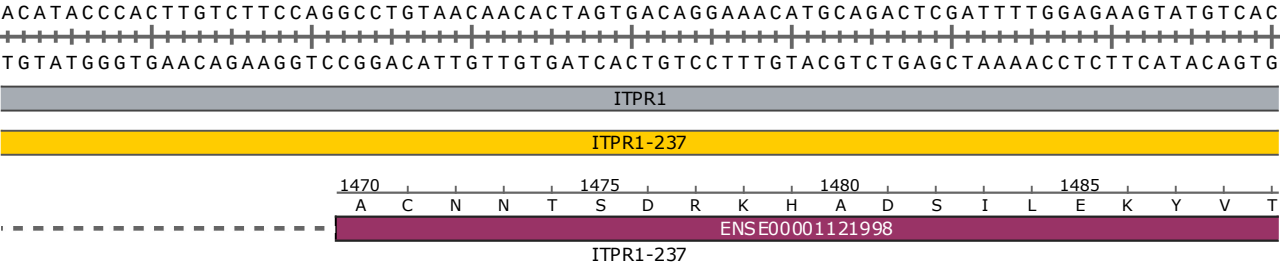 ACATACCCACTTGTCTTCCAGGCCTGTAACAACACTAGTGACAGGAAACATGCAGACTCGATTTTGGAGAAGTATGTCAC
TGTATGGGTGAACAGAAGGTCCGGACATTGTTGTGATCACTGTCCTTTGTACGTCTGAGCTAAAACCTCTTCATACAGTG
ITPR1
ITPR1-237
1470 1475 1480 1485
A C N N T S D R K H A D S I L E K Y V T
ENSE00001121998
ITPR1-237